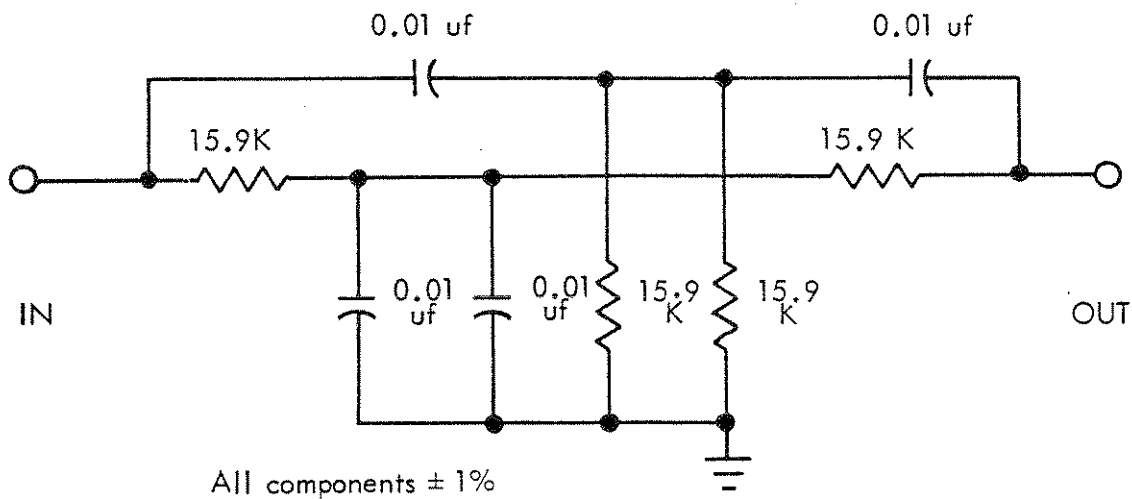 0.01 uf
0.01 uf
15.9K
15.9 K
IN
0.01
uf
0.01
uf
15.9
K
15.9
K
OUT
All components ± 1%